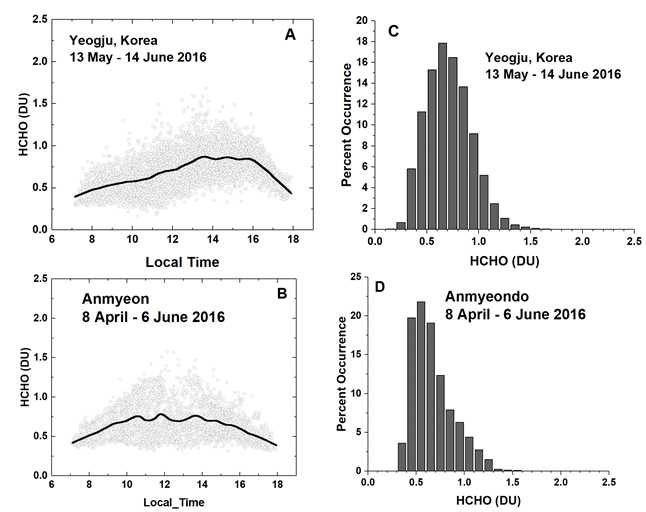 A
Yeogju, Korea
13 May - 14 June 2016
HCHO (DU)
2.5
2.0
1.5
1.0
0.5
0.0
6 8 10 12 14 16 18
Local Time
C
Yeogju, Korea
13 May - 14 June 2016
Percent Occurrence
20
18
16
14
12
10
8
6
4
2
0
0.0 0.5 1.0 1.5 2.0 2.5
HCHO (DU)
B
Anmyeon
8 April - 6 June 2016
HCHO (DU)
2.5
2.0
1.5
1.0
0.5
0.0
6 8 10 12 14 16 18
Local_Time
D
Anmyeondo
8 April - 6 June 2016
Percent Occurrence
25
20
15
10
5
0
0.0 0.5 1.0 1.5 2.0 2.5
HCHO (DU)